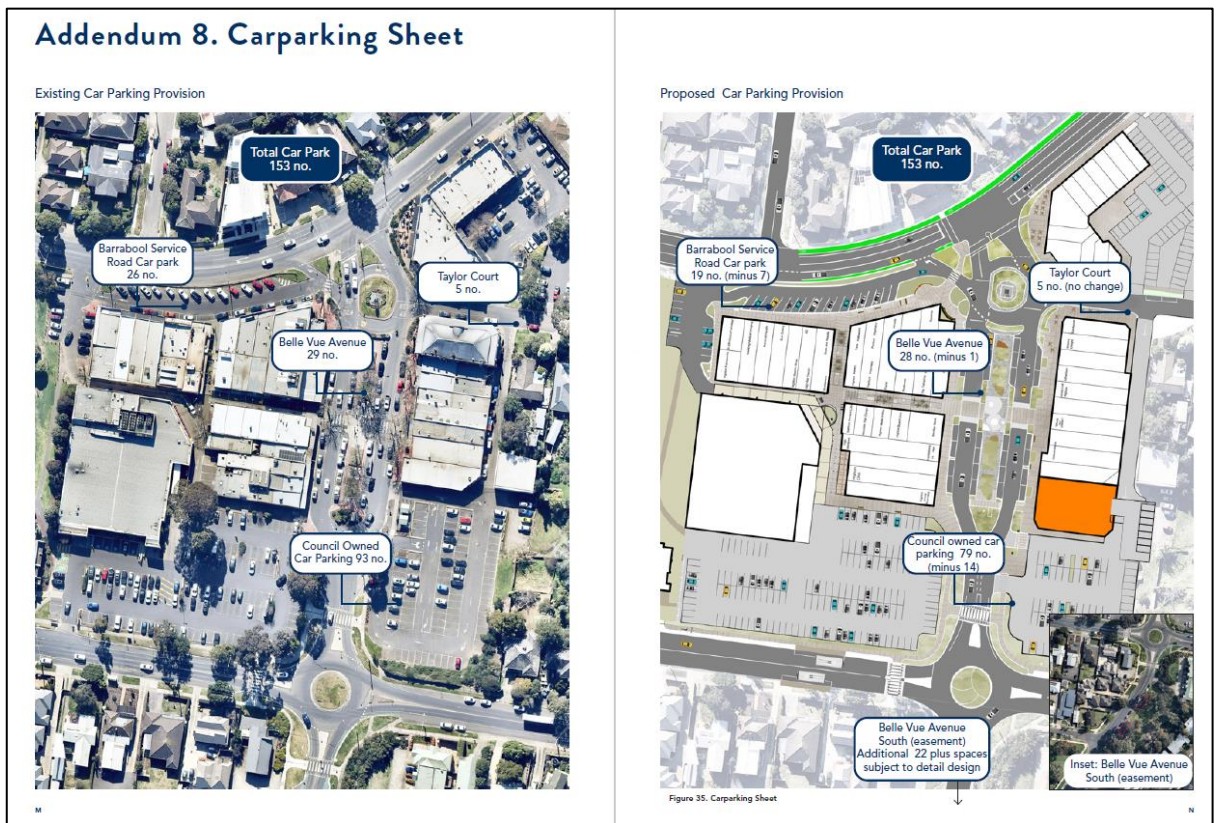 Addendum 8. Carparking Sheet
Existing Car Parking Provision
Total Car Park
153 no.
Barrabool Service
Road Car park
26 no.
Taylor Court
5 no.
Belle Vue Avenue
29 no.
Council Owned
Car Parking 93 no.
M
Proposed Car Parking Provision
Total Car Park
153 no.
Barrabool Service
Road Car park
19 no. (minus 7)
Taylor Court
5 no. (no change)
Belle Vue Avenue
28 no. (minus 1)
Council owned car
parking 79 no.
(minus 14)
Belle Vue Avenue
South (easement)
Additional 22 plus spaces
subject to detail design
Inset: Belle Vue Avenue
South (easement)
Figure 35. Carparking Sheet
N